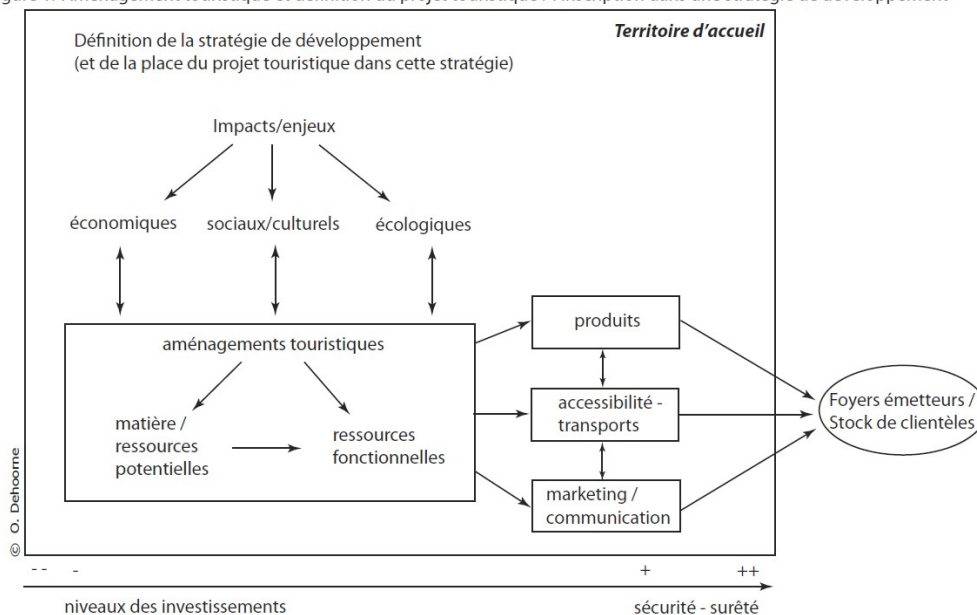 Définition de la stratégie de développement
(et de la place du projet touristique dans cette stratégie)
Territoire d'accueil
Impacts/enjeux
économiques
sociaux/culturels
écologiques
aménagements touristiques
matière /
ressources
potentielles
ressources
fonctionnelles
produits
accessibilité -
transports
marketing /
communication
Foyers émetteurs /
Stock de clientèles
© O. Dehoorne
-- - + ++
niveaux des investissements
sécurité - surêté